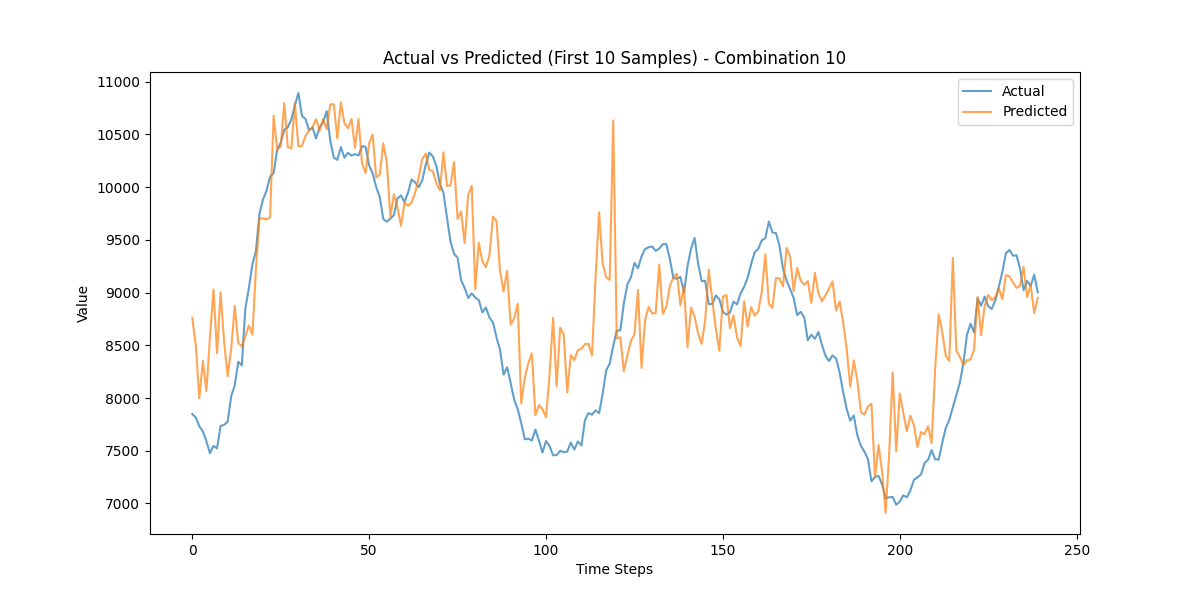 Actual vs Predicted (First 10 Samples) - Combination 10
Actual
Predicted
Value
11000
10500
10000
9500
9000
8500
8000
7500
7000
0 50 100 150 200 250
Time Steps